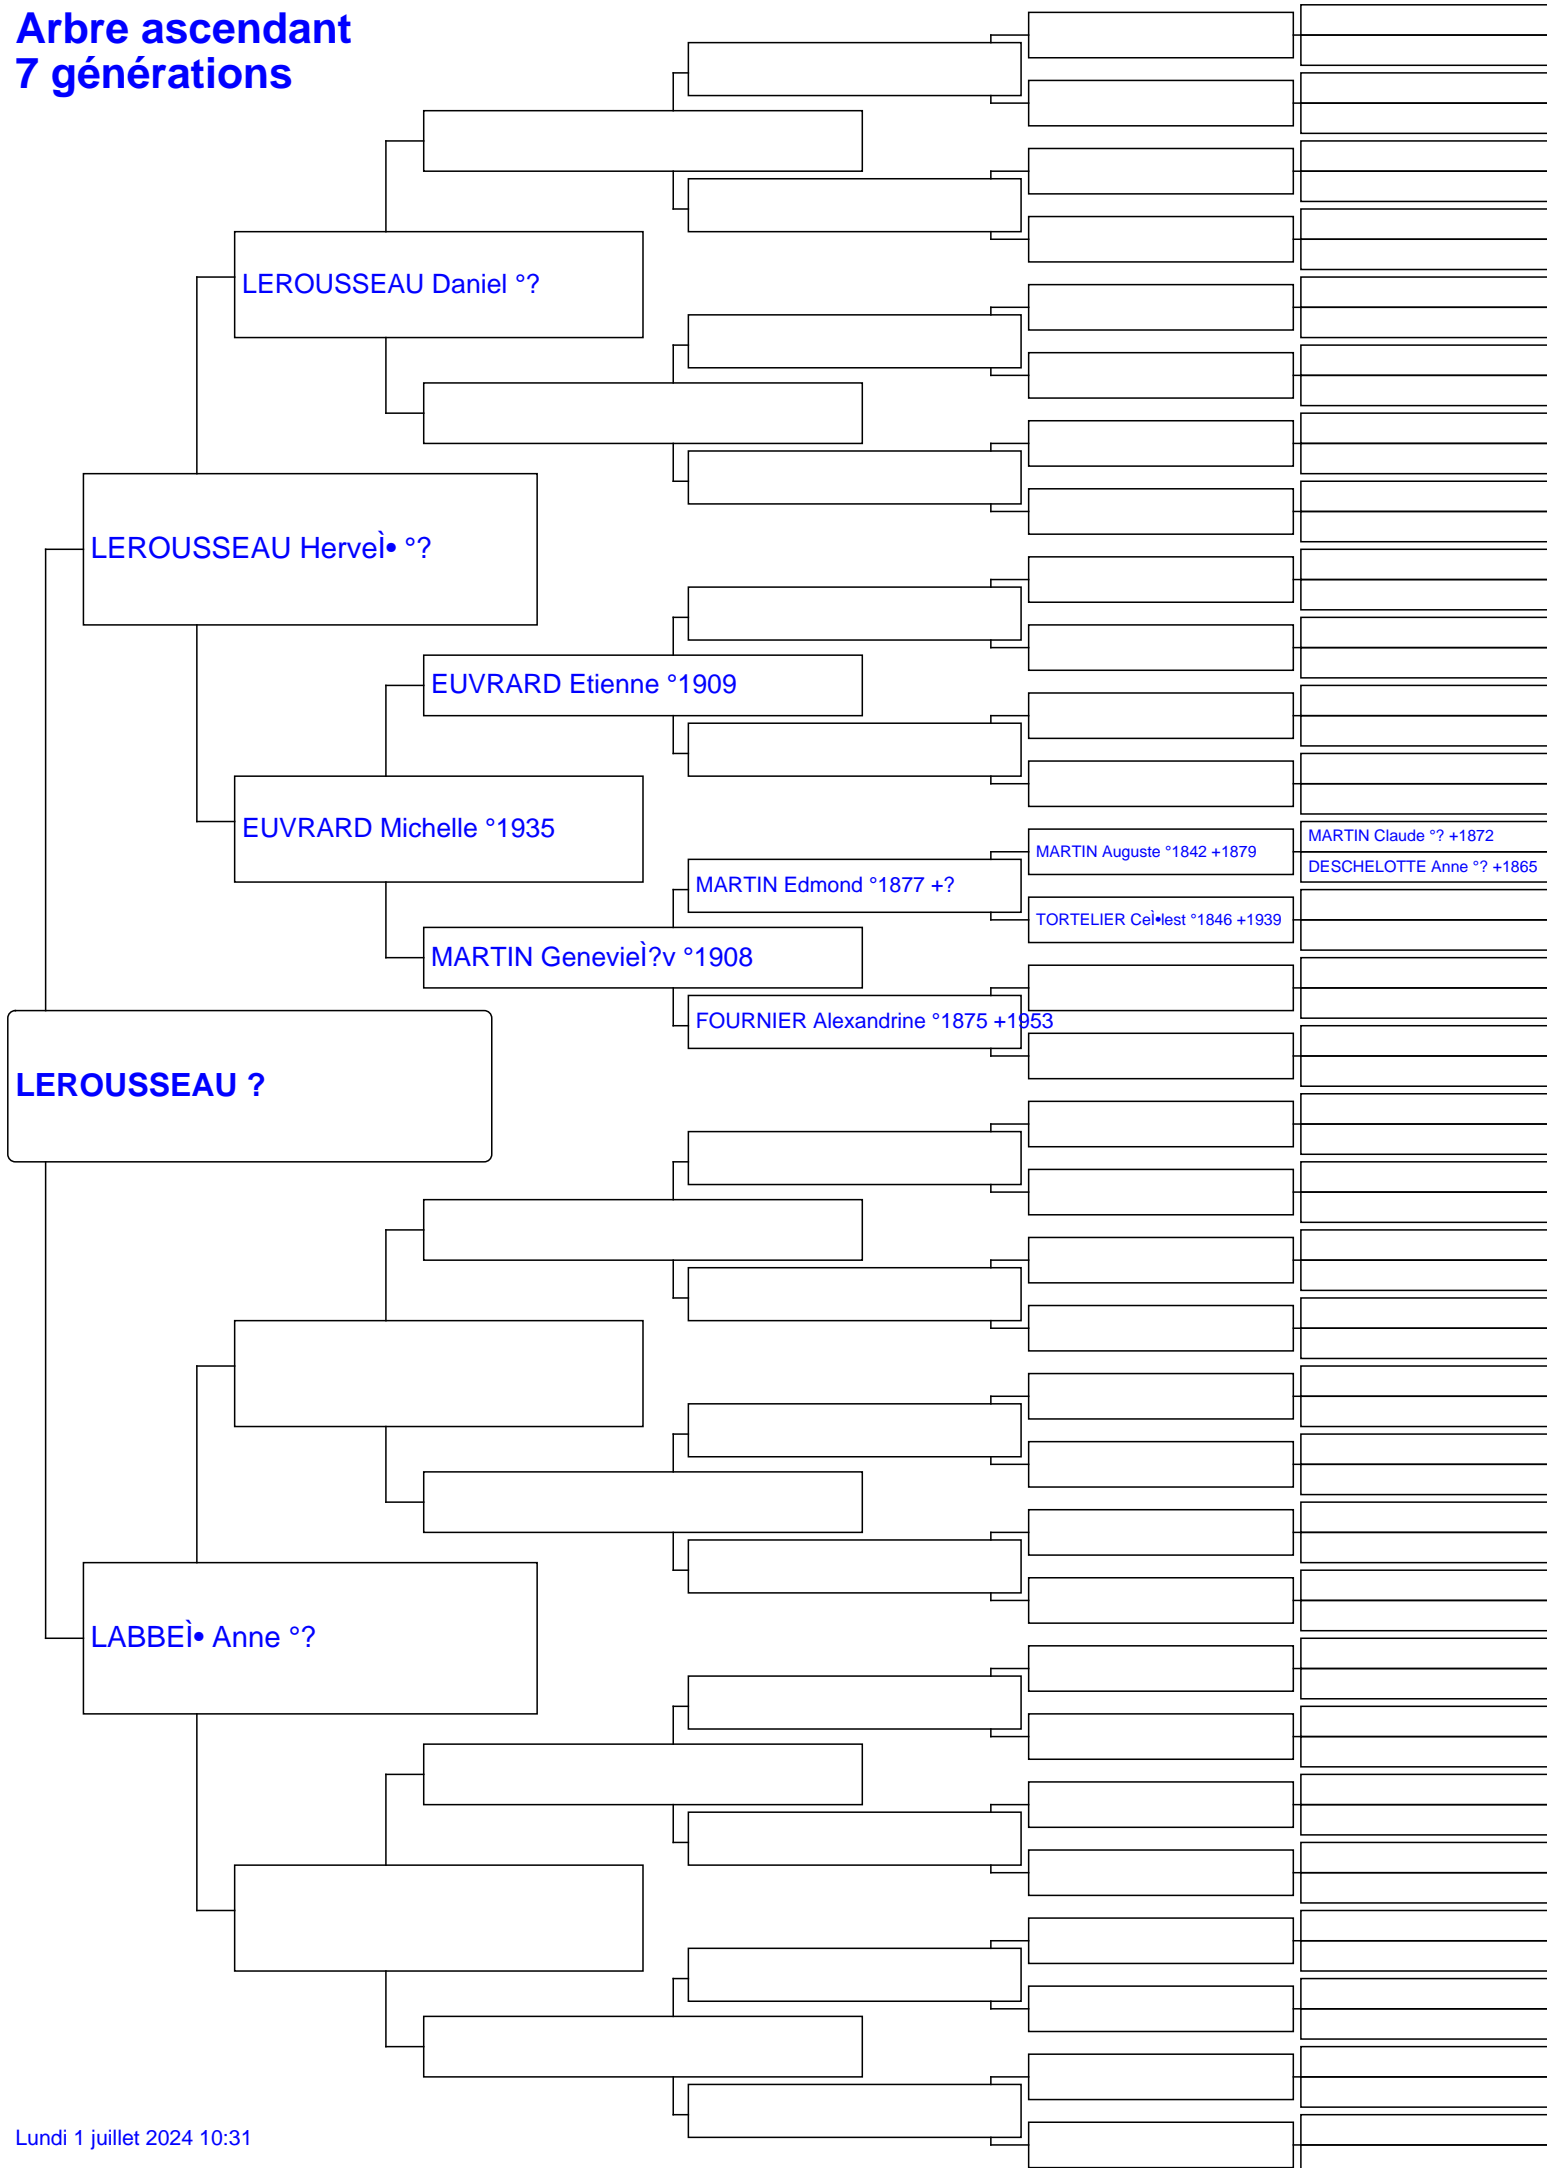 Arbre ascendant
7 générations
LEROUSSEAU Daniel °?
LEROUSSEAU HerveÌ• °?
EUVRARD Etienne °1909
EUVRARD Michelle °1935
MARTIN Claude °? +1872
MARTIN Auguste °1842 +1879
DESCHELOTTE Anne °? +1865
MARTIN Edmond °1877 +?
TORTELIER CeÌ•lest °1846 +1939
MARTIN GenevieÌ?v °1908
FOURNIER Alexandrine °1875 +1953
LEROUSSEAU ?
LABBEÌ• Anne °?
Lundi 1 juillet 2024 10:31